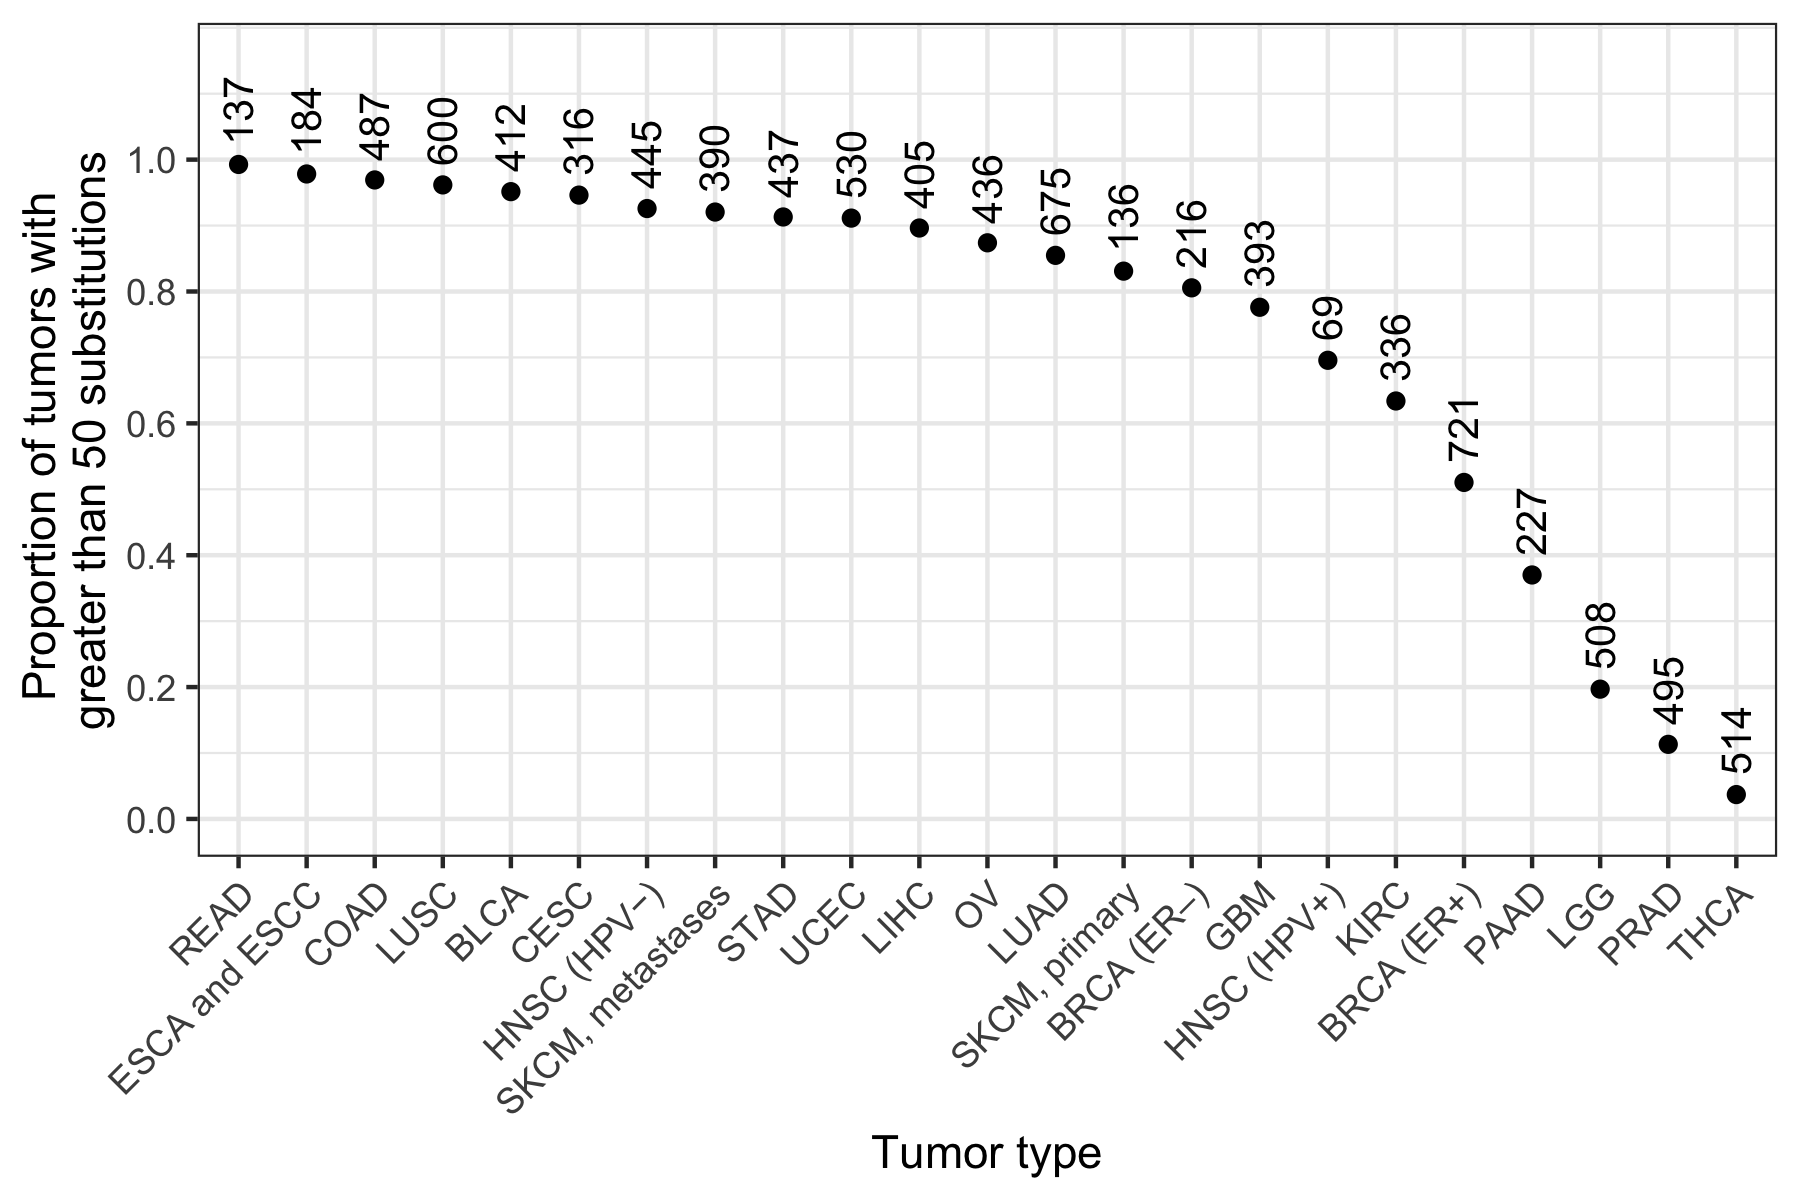 Proportion of tumors with
greater than 50 substitutions
1.0
0.8
0.6
0.4
0.2
0.0
137
184
487
600
412
316
445
390
437
530
405
436
675
136
216
393
69
336
721
227
508
495
514
READ
ESCA and ESCC
COAD
LUSC
BLCA
CESC
HNSC (HPV−)
SKCM, metastases
STAD
UCEC
LIHC
OV
LUAD
SKCM, primary
BRCA (ER−)
GBM
HNSC (HPV+)
KIRC
BRCA (ER+)
PAAD
LGG
PRAD
THCA
Tumor type